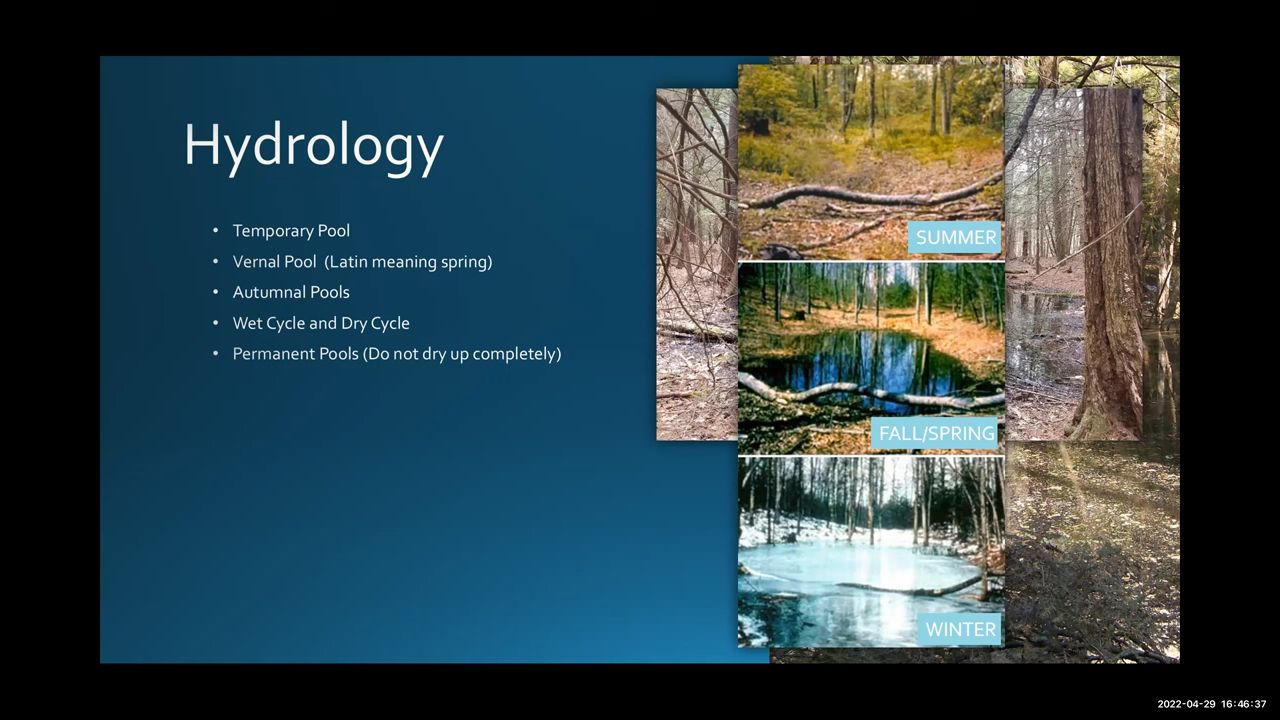 Hydrology
• Temporary Pool
• Vernal Pool (Latin meaning spring)
• Autumnal Pools
• Wet Cycle and Dry Cycle
• Permanent Pools (Do not dry up completely)
SUMMER
FALL/SPRING
WINTER
2022-04-29 16:46:37